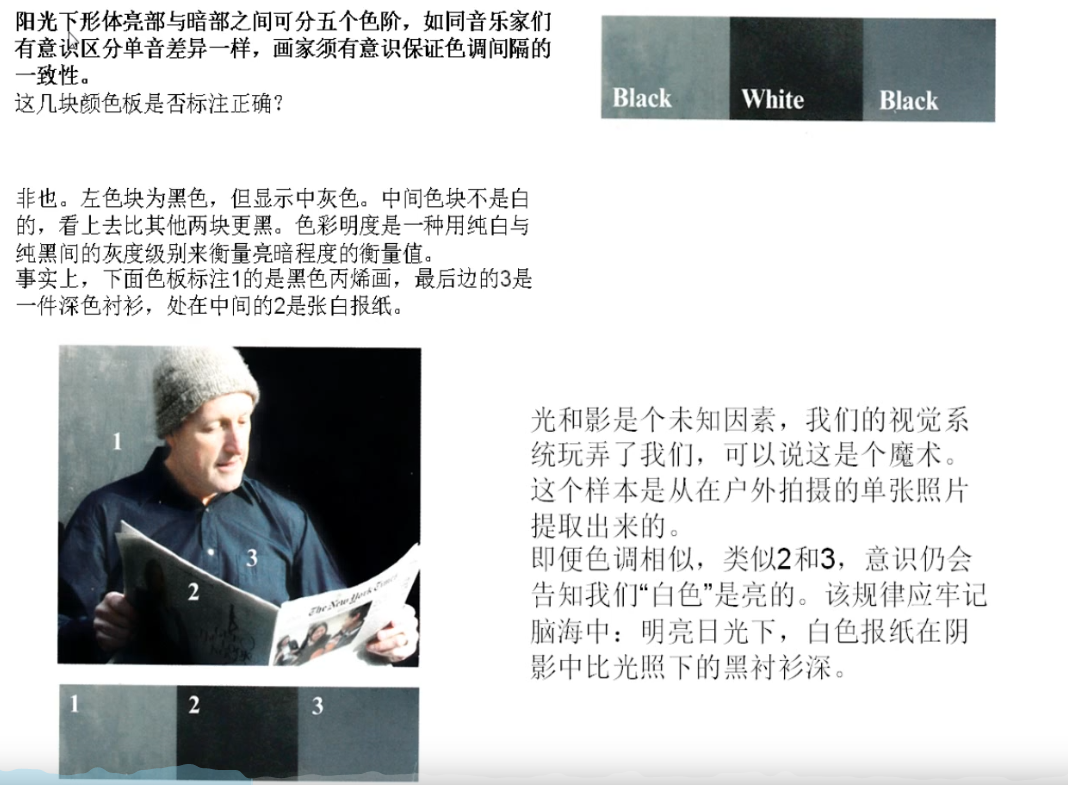 阳光下形体亮部与暗部之间可分五个色阶，如同音乐家们
有意识区分单音差异一样，画家须有意识保证色调间隔的
一致性。
这几块颜色板是否标注正确？
Black
White
Black
非也。左色块为黑色，但显示中灰色。中间色块不是白
的，看上去比其他两块更黑。色彩明度是一种用纯白与
纯黑间的灰度级别来衡量亮暗程度的衡量值。
事实上，下面色板标注1的是黑色丙烯画，最后边的3是
一件深色衬衫，处在中间的2是张白报纸。
1
3
2
The New York Times
1
2
3
光和影是个未知因素，我们的视觉系
统玩弄了我们，可以说这是个魔术。
这个样本是从在户外拍摄的单张照片
提取出来的。
即便色调相似，类似2和3，意识仍会
告知我们“白色”是亮的。该规律应牢记
脑海中：明亮日光下，白色报纸在阴
影中比光照下的黑衬衫深。